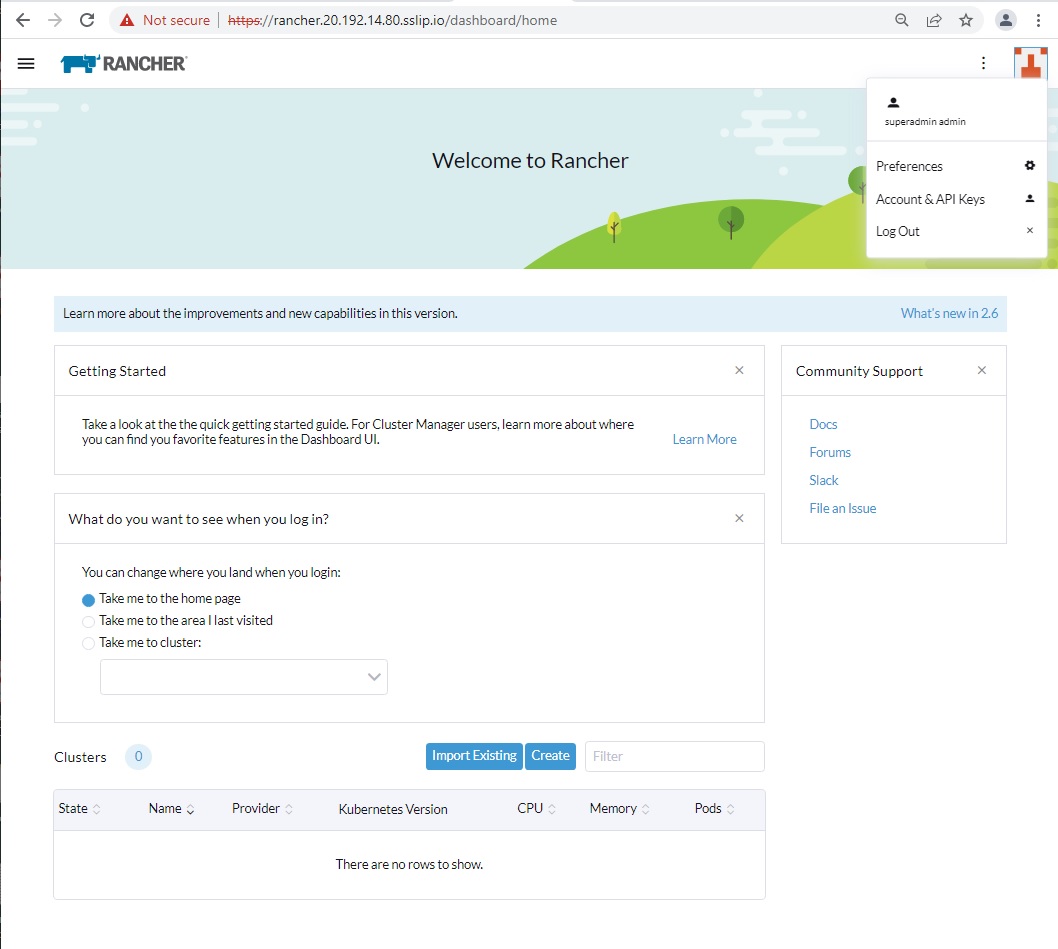 Not secure | https://rancher.20.192.14.80.sslip.io/dashboard/home
RANCHER
superadmin admin
Preferences
Account & API Keys
Log Out
Welcome to Rancher
Learn more about the improvements and new capabilities in this version. What's new in 2.6
Getting Started
Take a look at the the quick getting started guide. For Cluster Manager users, learn more about where
you can find you favorite features in the Dashboard UI. Learn More
Community Support
Docs
Forums
Slack
File an Issue
What do you want to see when you log in?
You can change where you land when you login:
Take me to the home page
Take me to the area I last visited
Take me to cluster:
Clusters 0 Import Existing Create Filter
State Name Provider Kubernetes Version CPU Memory Pods
There are no rows to show.